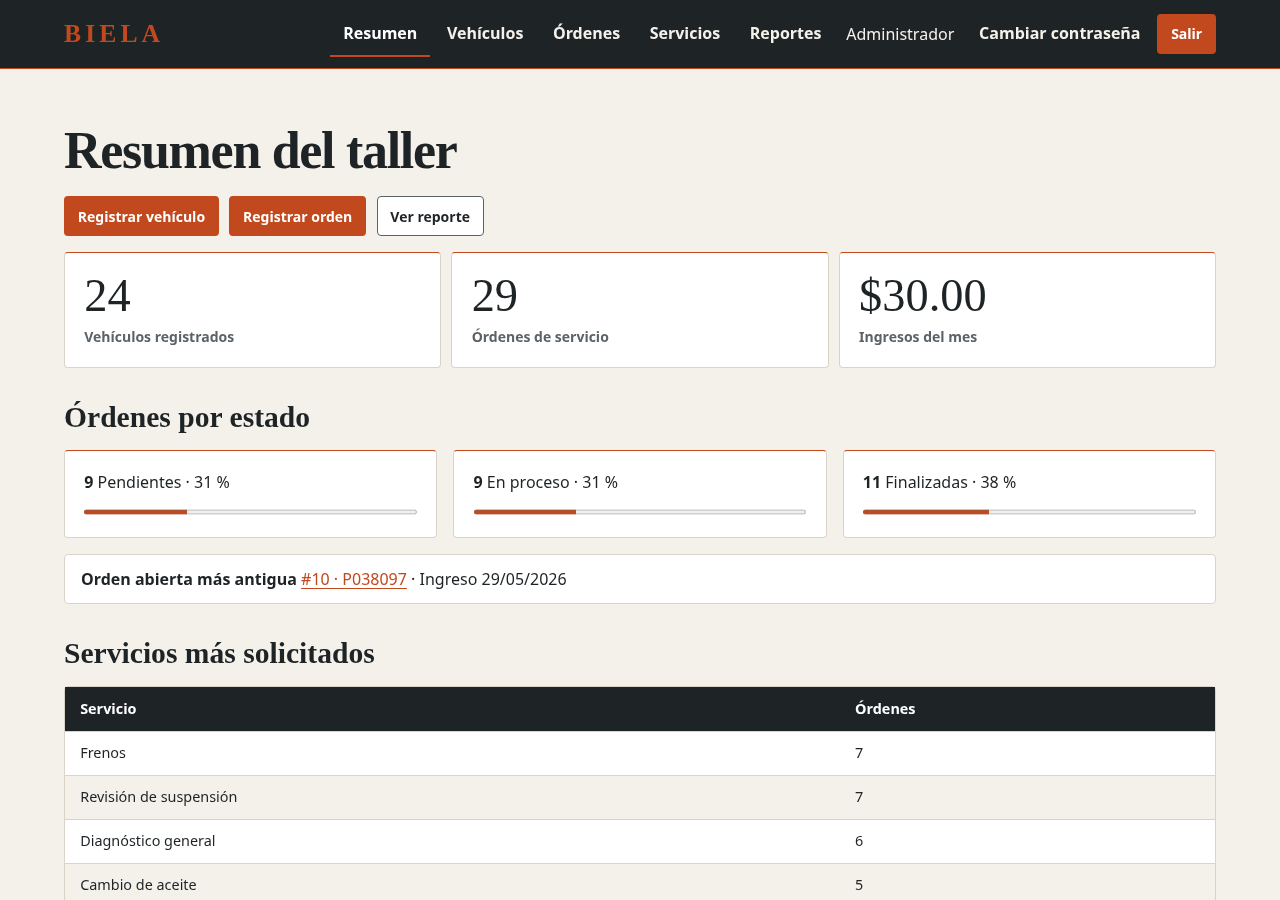 BIELA Resumen Vehículos Órdenes Servicios Reportes Administrador Cambiar contraseña Salir
Resumen del taller
Registrar vehículo Registrar orden Ver reporte
24 29 $30.00
Vehículos registrados Órdenes de servicio Ingresos del mes
Órdenes por estado
9 Pendientes · 31 % 9 En proceso · 31 % 11 Finalizadas · 38 %
Orden abierta más antigua #10 · P038097 · Ingreso 29/05/2026
Servicios más solicitados
Servicio Órdenes
Frenos 7
Revisión de suspensión 7
Diagnóstico general 6
Cambio de aceite 5